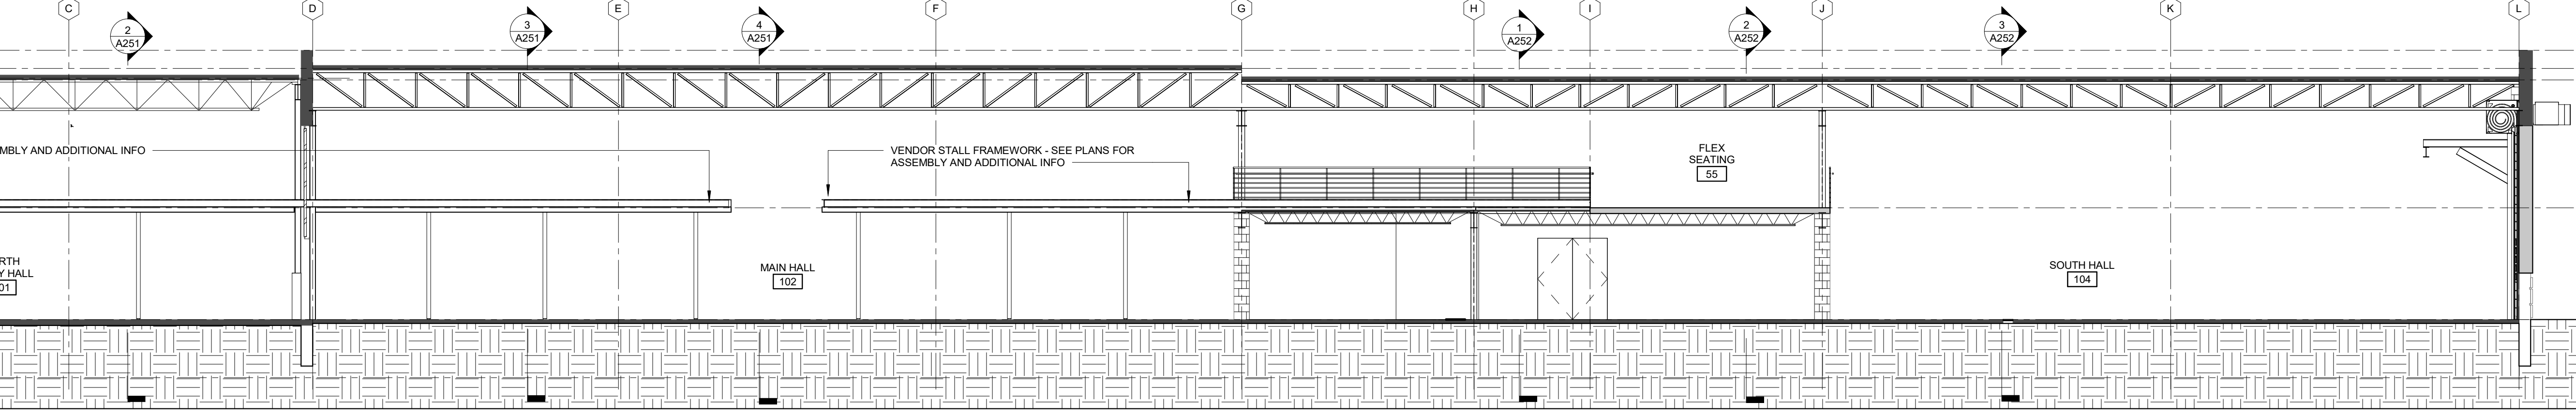 C
D
E
F
G
H
I
J
K
L
2
A251
3
A251
4
A251
1
A252
2
A252
3
A252
MBLY AND ADDITIONAL INFO
VENDOR STALL FRAMEWORK - SEE PLANS FOR
ASSEMBLY AND ADDITIONAL INFO
FLEX
SEATING
55
RTH
Y HALL
01
MAIN HALL
102
SOUTH HALL
104